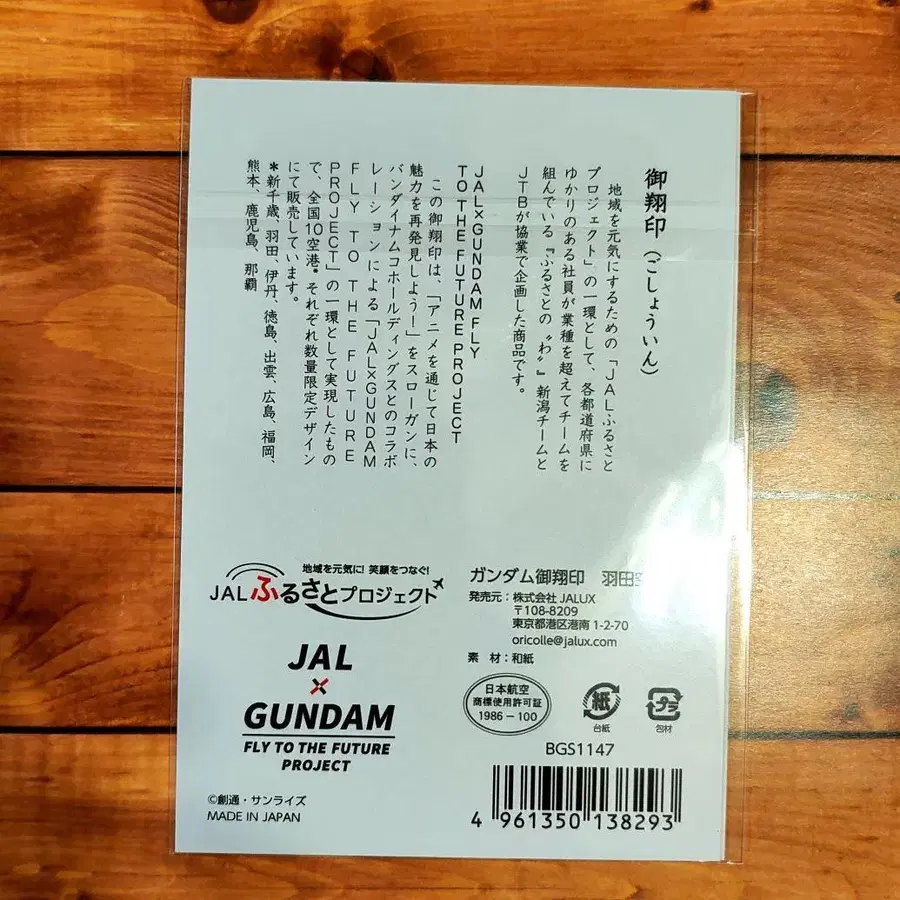 御翔印（ごしょういん）
地域を元気にするための「JALふるさと
プロジェクト」の一環として、各都道府県に
ゆかりのある社員が業種を超えてチームを
組んでいる『ふるさとの〝わ〟』新潟チームと
JTBが協業で企画した商品です。
JAL×GUNDAM FLY
TO THE FUTURE PROJECT
この御翔印は、「アニメを通じて日本の
魅力を再発見しよう！」をスローガンに、
バンダイナムコホールディングスとのコラボ
レーションによる「JAL×GUNDAM
FLY TO THE FUTURE
PROJECT」の一環として実現したもの
で、全国10空港*それぞれ数量限定デザイン
にて販売しています。
*新千歳、羽田、伊丹、徳島、出雲、広島、福岡、
熊本、鹿児島、那覇
地域を元気に! 笑顔をつなぐ!
JALふるさとプロジェクト
JAL
×
GUNDAM
FLY TO THE FUTURE
PROJECT
©創通・サンライズ
MADE IN JAPAN
ガンダム御翔印 羽田
発売元：株式会社 JALUX
〒108-8209
東京都港区港南 1-2-70
oricolle@jalux.com
素 材：和紙
日本航空
商標使用許可証
1986－100
紙
台紙
プラ
包材
BGS1147
4 961350 138293